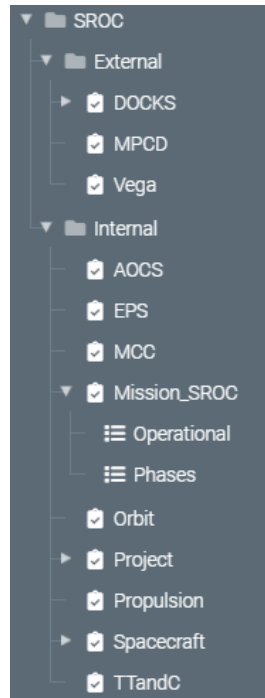 SROC
External
DOCKS
MPCD
Vega
Internal
AOCS
EPS
MCC
Mission_SROC
Operational
Phases
Orbit
Project
Propulsion
Spacecraft
TTandC